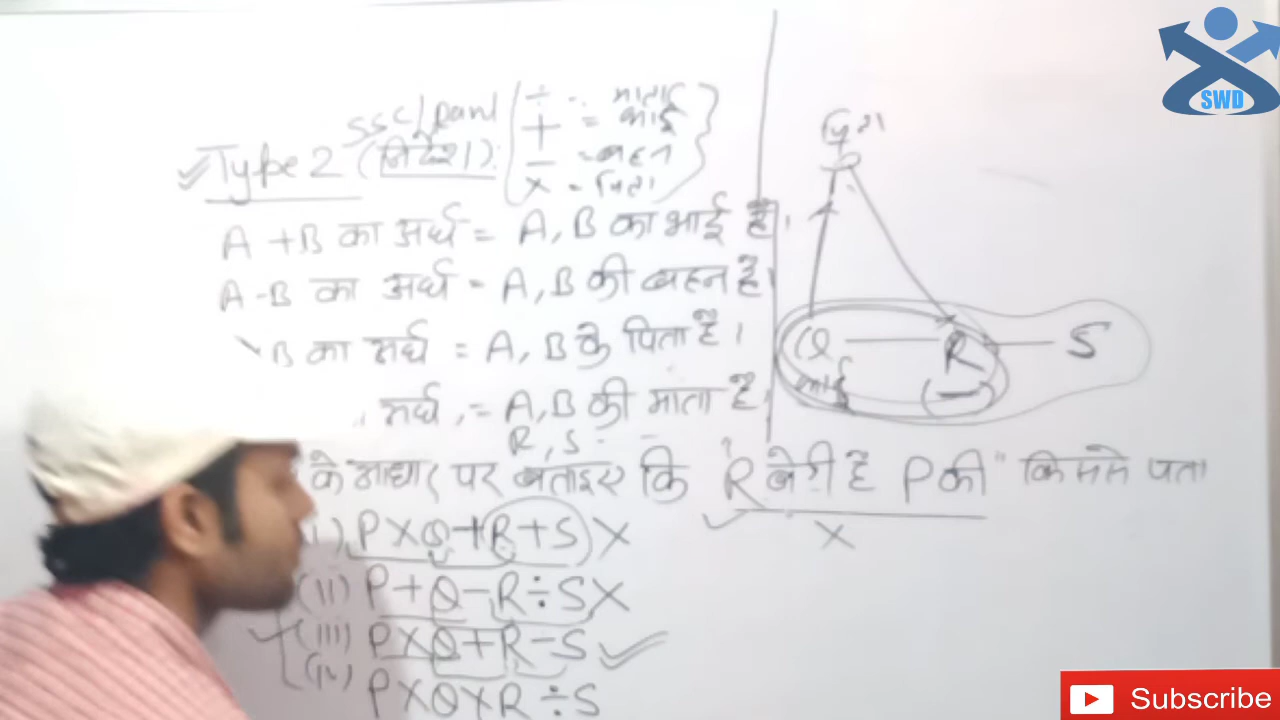 SSC/
÷ = माता
+ = भाई
- = बहन
× = पिता
Type 2 (निर्देश):
A + B का अर्थ = A, B का भाई है।
A - B का अर्थ = A, B की बहन है।
B का अर्थ = A, B के पिता है।
अर्थ = A, B की माता है
R, S
के आधार पर बताइए कि R बेटी है P की किससे पता
(i) P×Q+R+S ×
(ii) P+Q-R÷S ×
(iii) P×Q+R-S ✓
(iv) P×Q×R÷S
पिता
Q R S
भाई (-)
×
SWD
Subscribe